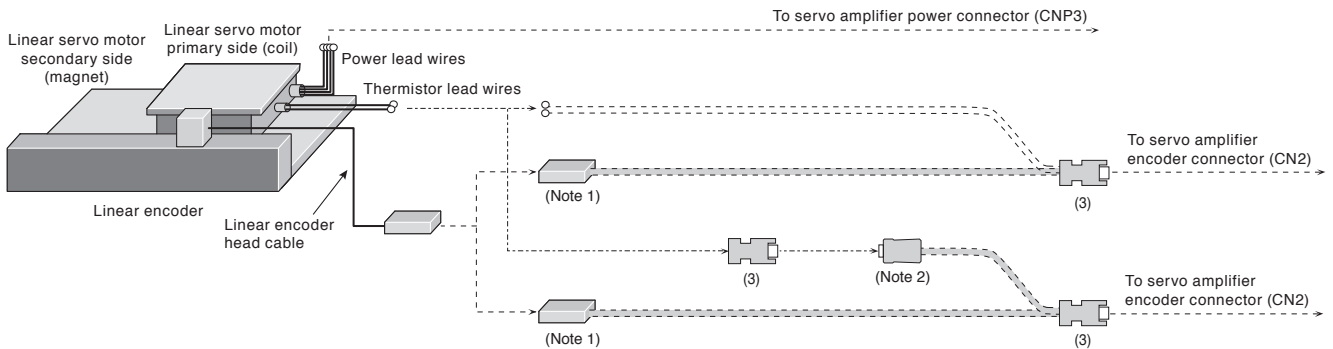 To servo amplifier power connector (CNP3)
Linear servo motor
secondary side
(magnet)
Linear servo motor
primary side (coil)
Power lead wires
Thermistor lead wires
To servo amplifier
encoder connector (CN2)
(Note 1)
(3)
Linear encoder
Linear encoder
head cable
(3)
(Note 2)
To servo amplifier
encoder connector (CN2)
(Note 1)
(3)